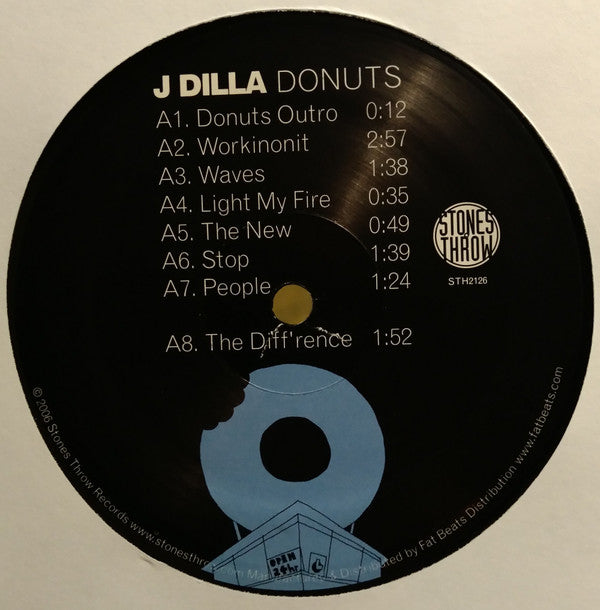 J DILLA DONUTS
A1. Donuts Outro 0:12
A2. Workinonit 2:57
A3. Waves 1:38
A4. Light My Fire 0:35
A5. The New 0:49
A6. Stop 1:39
A7. People 1:24
A8. The Diff'rence 1:52
STONES
THROW
STH2126
OPEN
24hr.
© 2006 Stones Throw Records www.stonesthro .com & Distributed by Fat Beats Distribution www.fatbeats.com